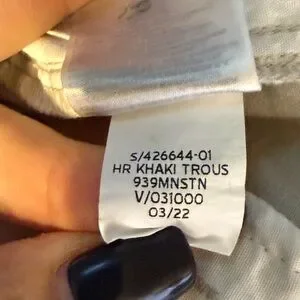 S/426644-01
HR KHAKI TROUS
939MNSTN
V/031000
03/22